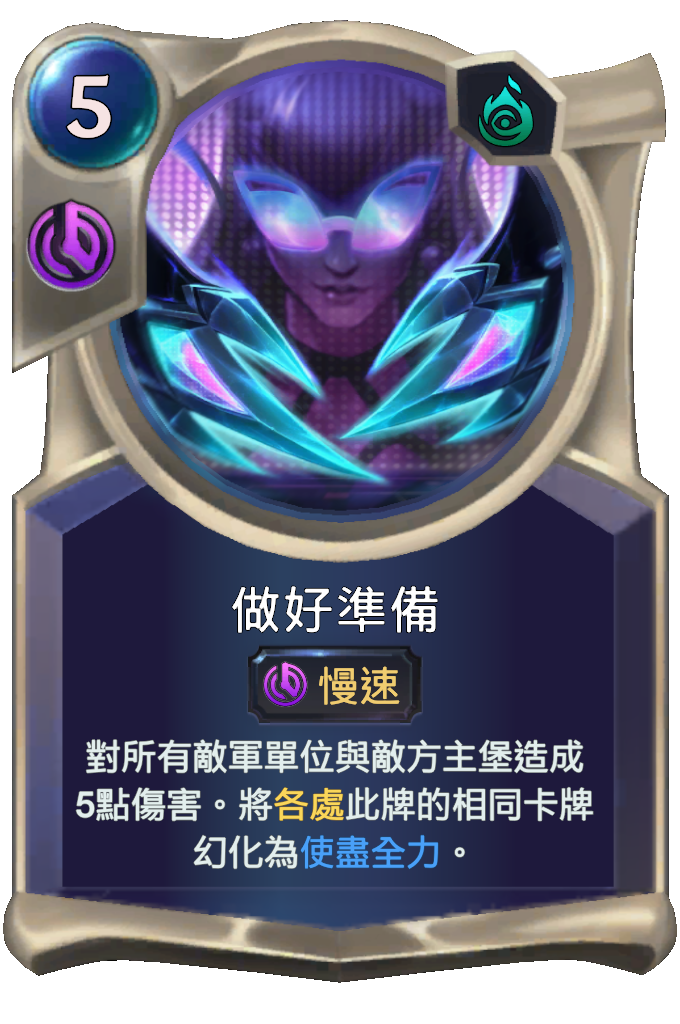 5
做好準備
慢速
對所有敵軍單位與敵方主堡造成
5點傷害。將各處此牌的相同卡牌
幻化為使盡全力。